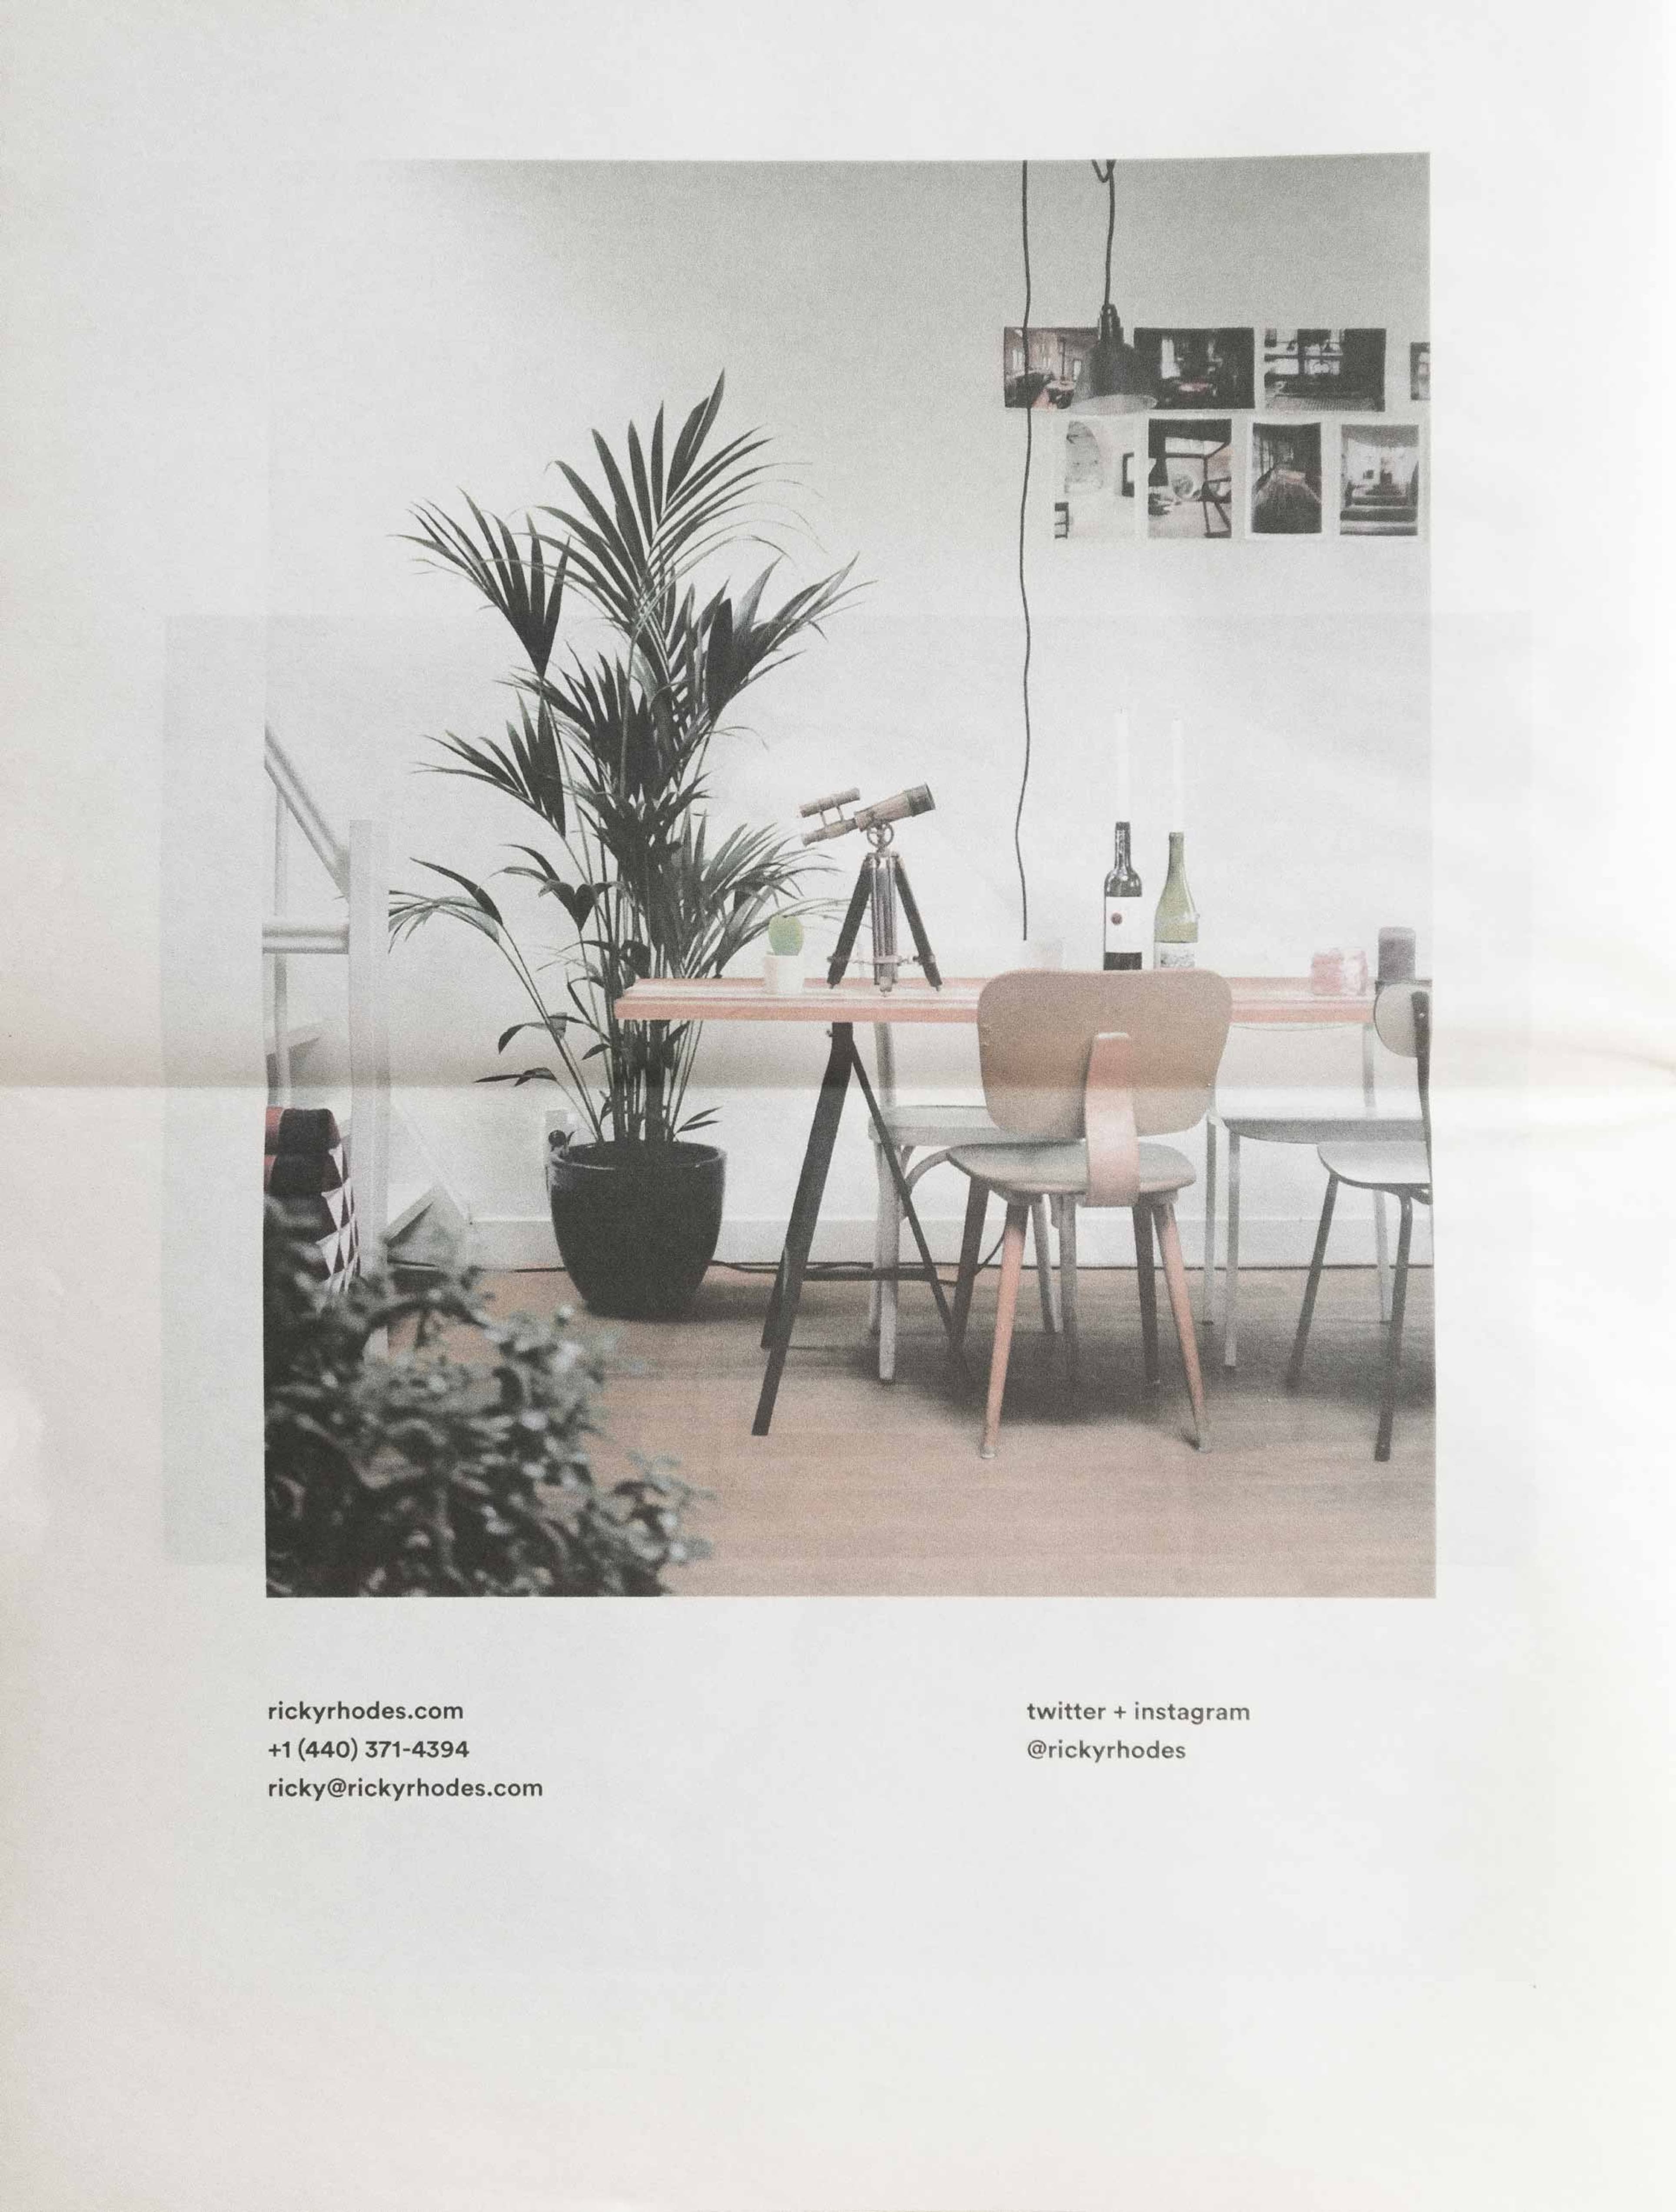 rickyrhodes.com
+1 (440) 371-4394
ricky@rickyrhodes.com
twitter + instagram
@rickyrhodes